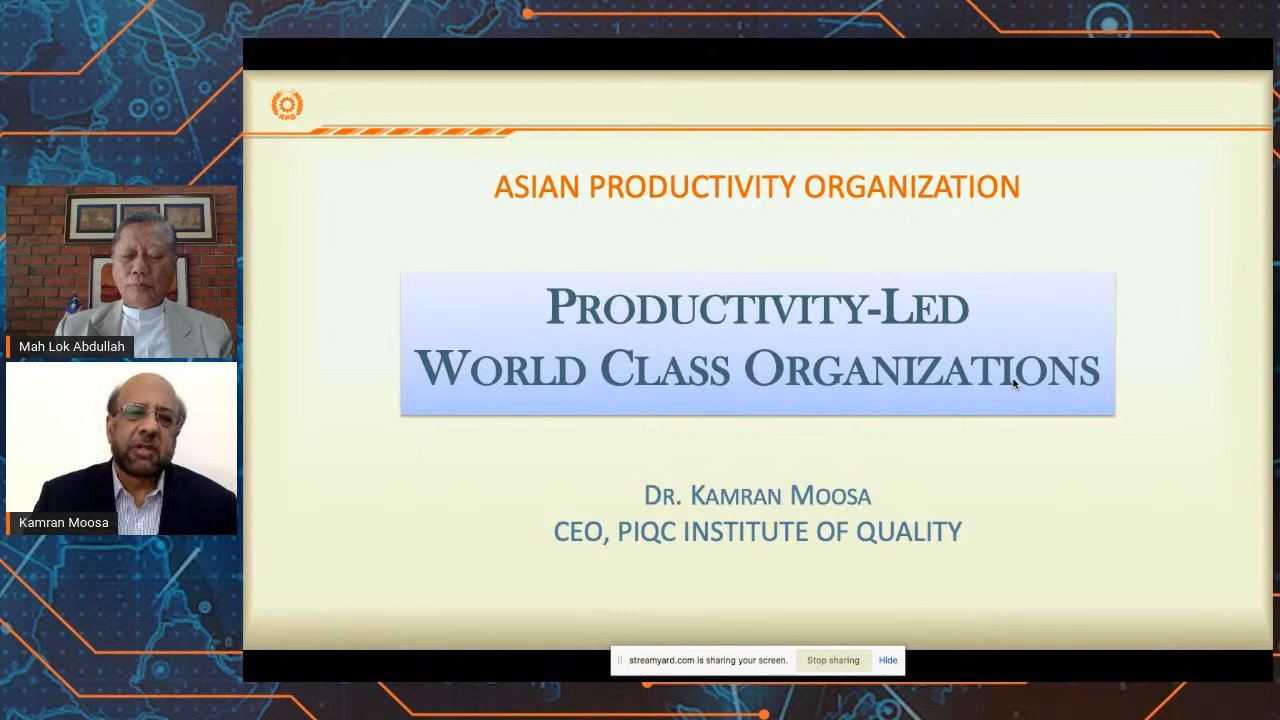 APO
ASIAN PRODUCTIVITY ORGANIZATION
PRODUCTIVITY-LED
WORLD CLASS ORGANIZATIONS
DR. KAMRAN MOOSA
CEO, PIQC INSTITUTE OF QUALITY
Mah Lok Abdullah
Kamran Moosa
streamyard.com is sharing your screen.
Stop sharing
Hide